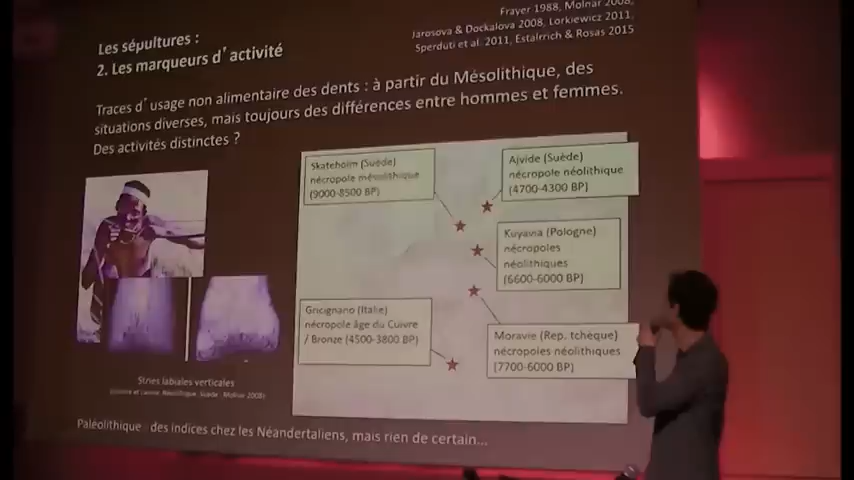 Les sépultures :
2. Les marqueurs d'activité
Frayer 1988, Molnar 2008,
Jarosova & Dockalova 2008, Lorkiewicz 2011,
Sperduti et al. 2011, Estalrrich & Rosas 2015
Traces d'usage non alimentaire des dents : à partir du Mésolithique, des
situations diverses, mais toujours des différences entre hommes et femmes.
Des activités distinctes ?
Skateholm (Suède)
nécropole mésolithique
(9000-8500 BP)
Ajvide (Suède)
nécropole néolithique
(4700-4300 BP)
Kuyavia (Pologne)
nécropoles
néolithiques
(6600-6000 BP)
Gricignano (Italie)
nécropole âge du Cuivre
/ Bronze (4500-3800 BP)
Moravie (Rep. tchèque)
nécropoles néolithiques
(7700-6000 BP)
Stries labiales verticales
Néolithique, Suède : Molnar 2008)
Paléolithique : des indices chez les Néandertaliens, mais rien de certain...